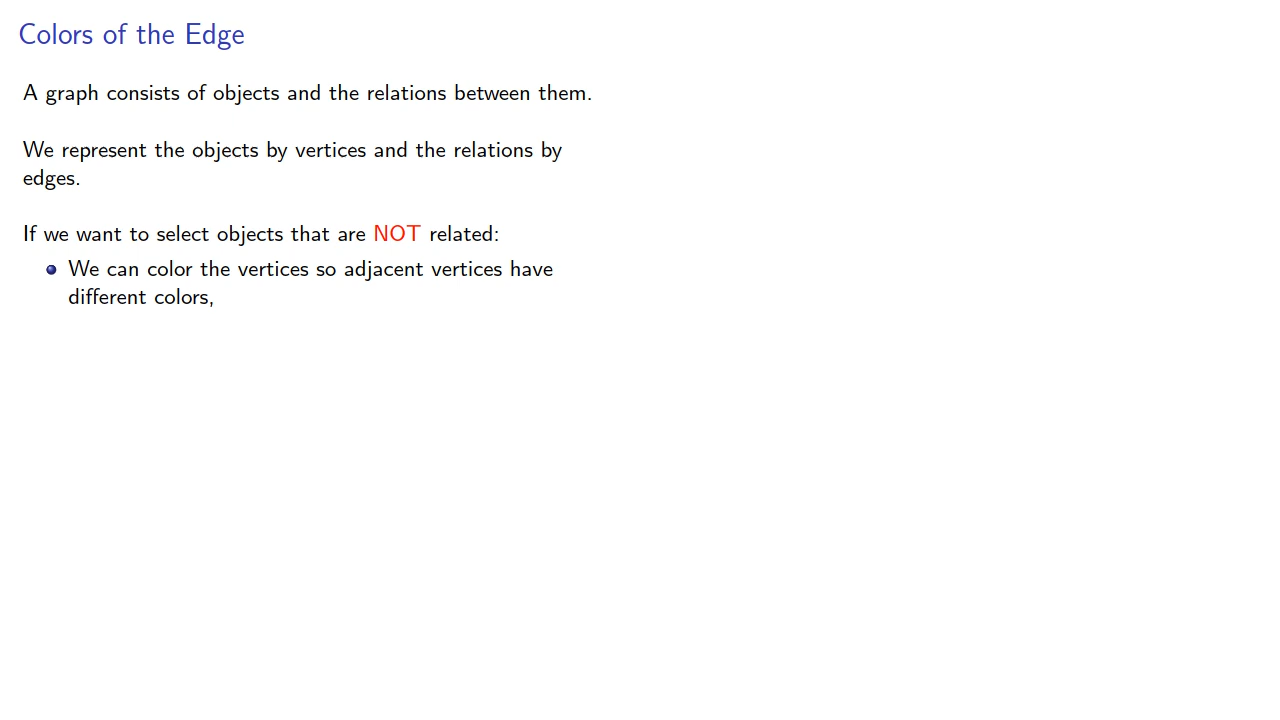 Colors of the Edge
A graph consists of objects and the relations between them.
We represent the objects by vertices and the relations by
edges.
If we want to select objects that are NOT related:
We can color the vertices so adjacent vertices have
different colors,